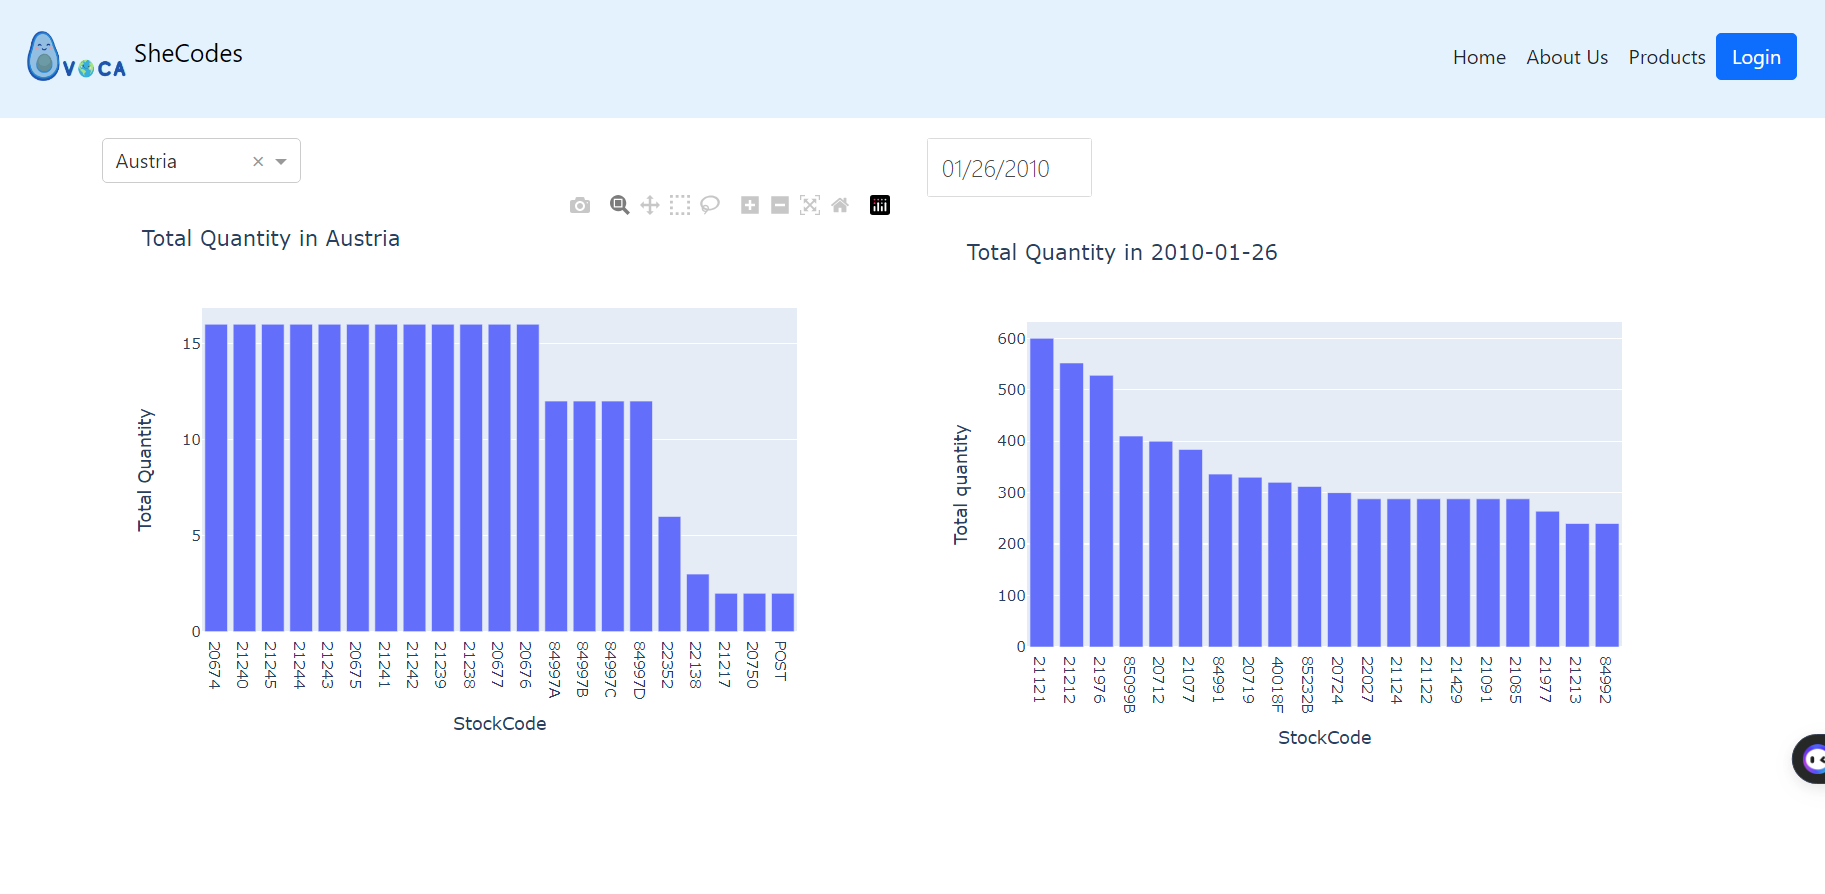 VOCA SheCodes
Home About Us Products Login
Austria
01/26/2010
Total Quantity in Austria
Total Quantity
15
10
5
0
20674 21240 21245 21244 21243 20675 21241 21242 21239 21238 20677 20676 84997A 84997B 84997C 84997D 22352 22138 21217 20750 POST
StockCode
Total Quantity in 2010-01-26
Total quantity
600
500
400
300
200
100
0
21121 21212 21976 85099B 20712 21077 84991 20719 40018F 85232B 20724 22027 21124 21122 21429 21091 21085 21977 21213 84992
StockCode